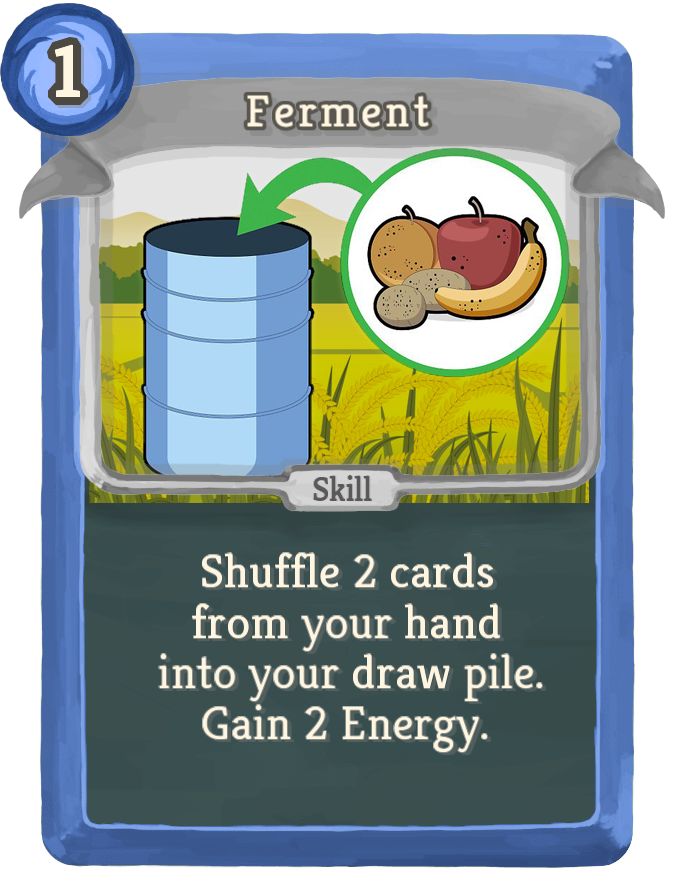 1
Ferment
Skill
Shuffle 2 cards
from your hand
into your draw pile.
Gain 2 Energy.